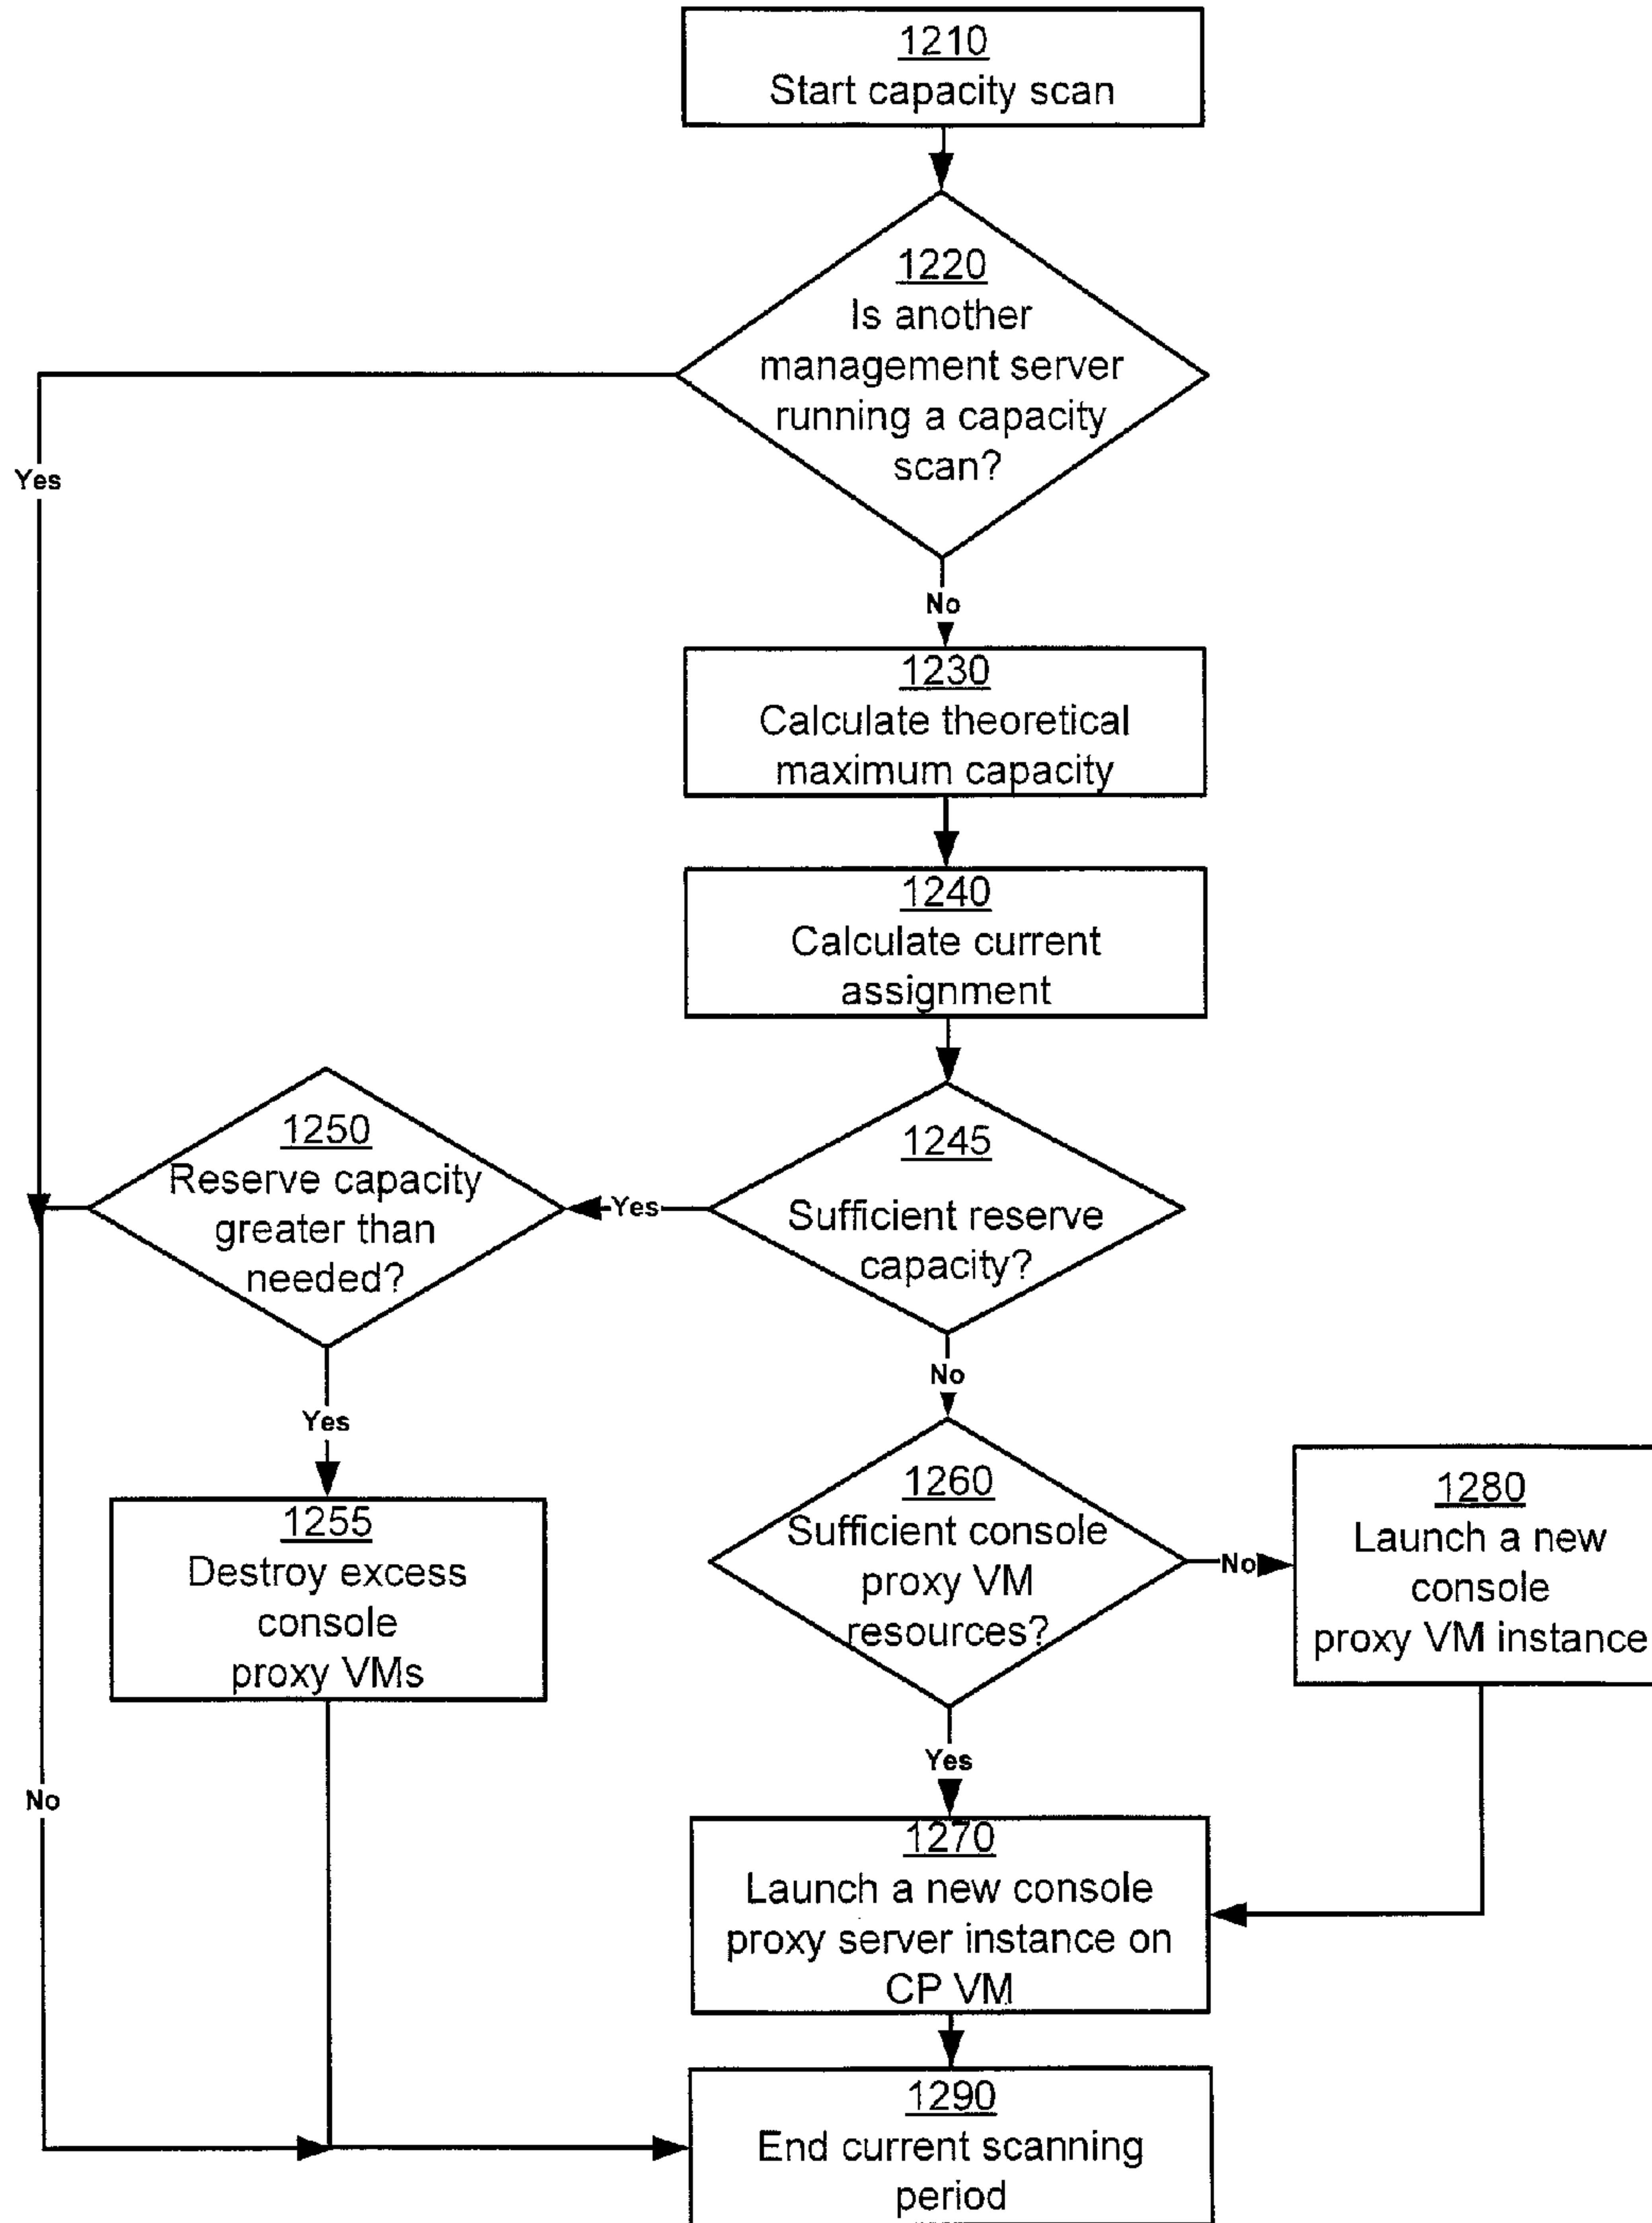 1210
Start capacity scan
1220
Is another
management server
running a capacity
scan?
Yes
No
1230
Calculate theoretical
maximum capacity
1240
Calculate current
assignment
1250
Reserve capacity
greater than
needed?
Yes
1245
Sufficient reserve
capacity?
No
Yes
1255
Destroy excess
console
proxy VMs
1260
Sufficient console
proxy VM
resources?
No
1280
Launch a new
console
proxy VM instance
Yes
No
1270
Launch a new console
proxy server instance on
CP VM
1290
End current scanning
period